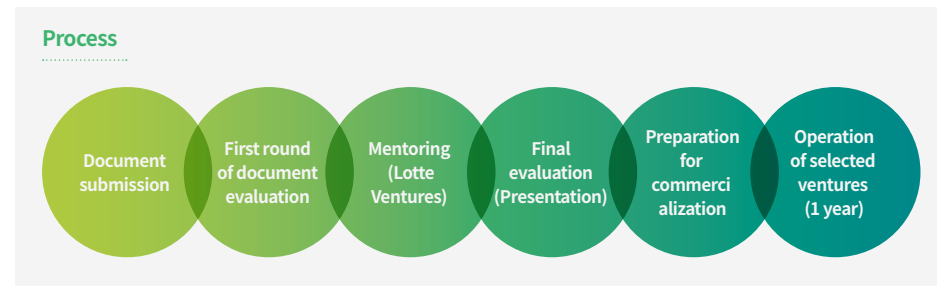 Process
Document
submission
First round
of document
evaluation
Mentoring
(Lotte
Ventures)
Final
evaluation
(Presentation)
Preparation
for
commerci
alization
Operation
of selected
ventures
(1 year)